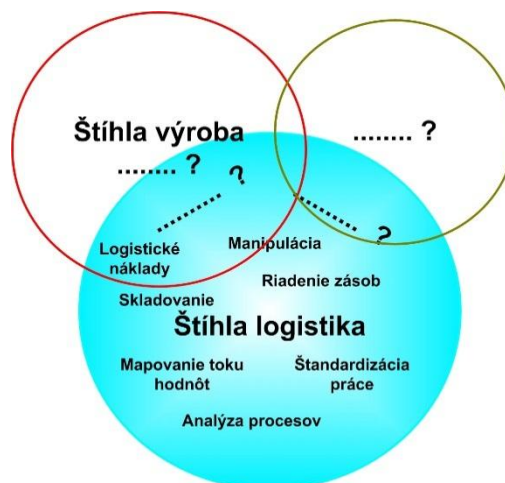 Štíhla výroba
........ ?
........ ?
......... ?
......... ?
Logistické
náklady
Manipulácia
Riadenie zásob
Skladovanie
Štíhla logistika
Mapovanie toku
hodnôt
Štandardizácia
práce
Analýza procesov